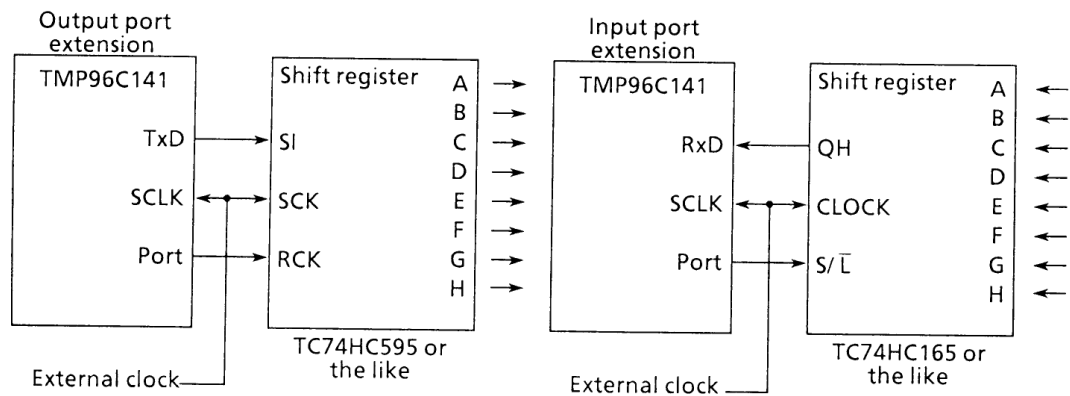 Output port
extension
TMP96C141
TxD
SCLK
Port
Shift register
SI
SCK
RCK
A
B
C
D
E
F
G
H
TC74HC595 or
the like
External clock
Input port
extension
TMP96C141
RxD
SCLK
Port
Shift register
QH
CLOCK
S/L̅
A
B
C
D
E
F
G
H
TC74HC165 or
the like
External clock